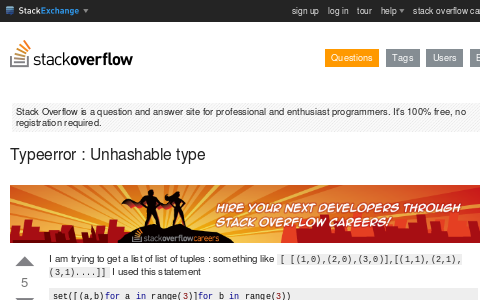 StackExchange sign up log in tour help stack overflow ca
stackoverflow Questions Tags Users
Stack Overflow is a question and answer site for professional and enthusiast programmers. It's 100% free, no
registration required.
Typeerror : Unhashable type
HIRE YOUR NEXT DEVELOPERS THROUGH
STACK OVERFLOW CAREERS!
stackoverflowcareers
I am trying to get a list of list of tuples : something like [ [(1,0),(2,0),(3,0)],[(1,1),(2,1),
(3,1)....]] I used this statement
5
set([(a,b)for a in range(3)]for b in range(3))